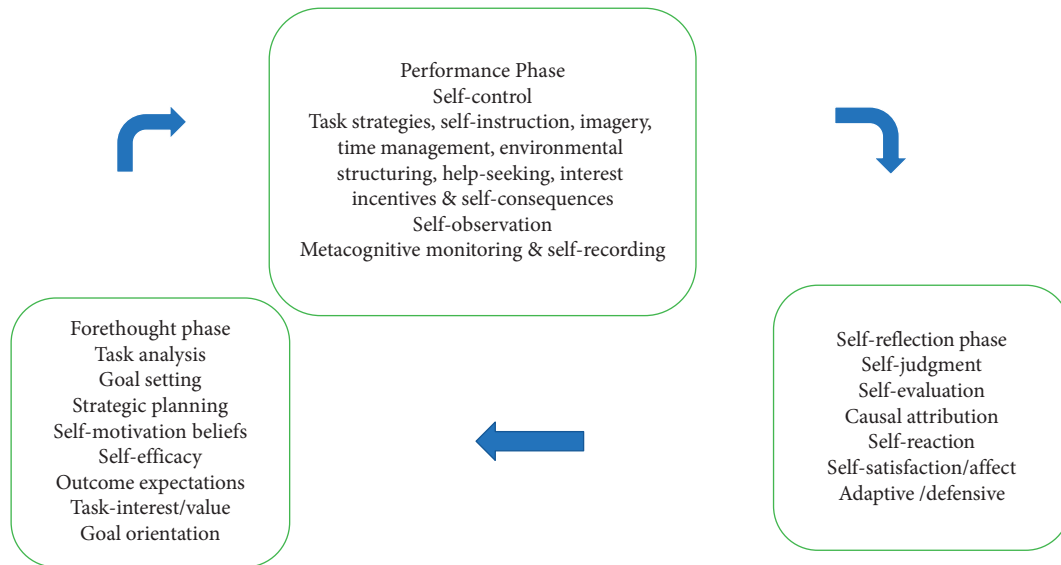 Performance Phase
Self-control
Task strategies, self-instruction, imagery,
time management, environmental
structuring, help-seeking, interest
incentives & self-consequences
Self-observation
Metacognitive monitoring & self-recording
Forethought phase
Task analysis
Goal setting
Strategic planning
Self-motivation beliefs
Self-efficacy
Outcome expectations
Task-interest/value
Goal orientation
Self-reflection phase
Self-judgment
Self-evaluation
Causal attribution
Self-reaction
Self-satisfaction/affect
Adaptive /defensive